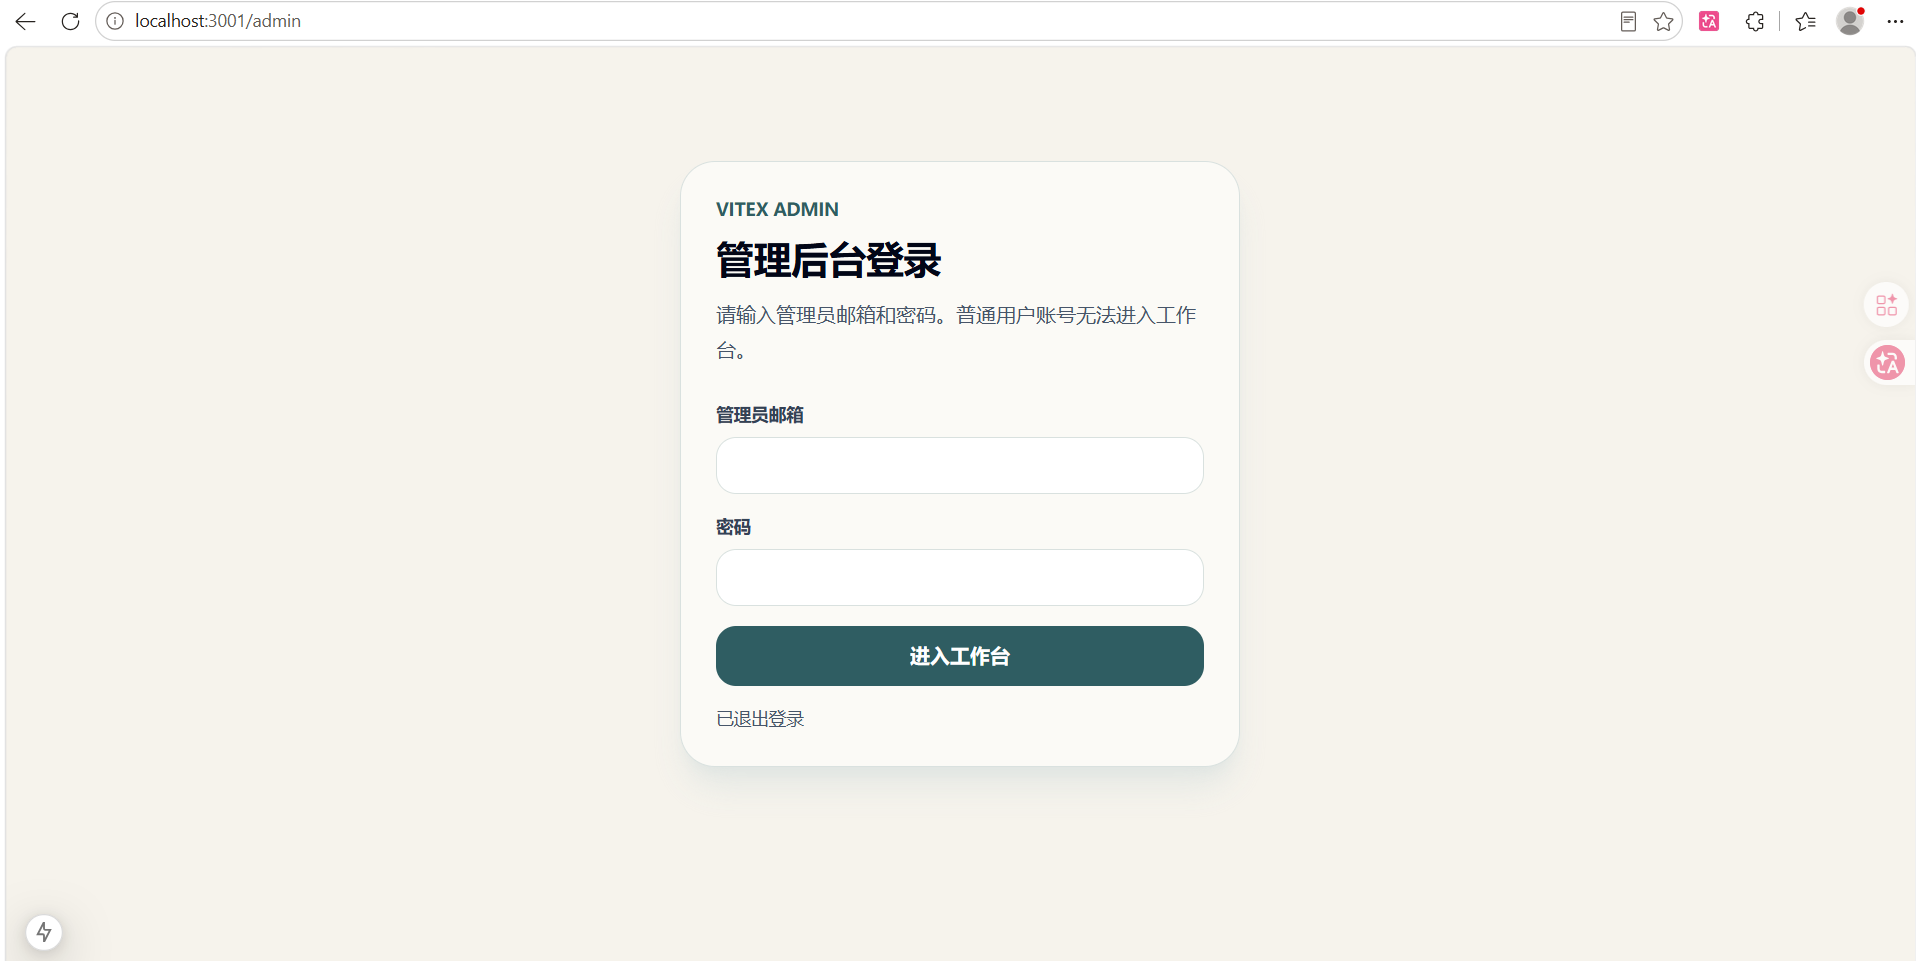 localhost:3001/admin
VITEX ADMIN
管理后台登录
请输入管理员邮箱和密码。普通用户账号无法进入工作
台。
管理员邮箱
密码
进入工作台
已退出登录